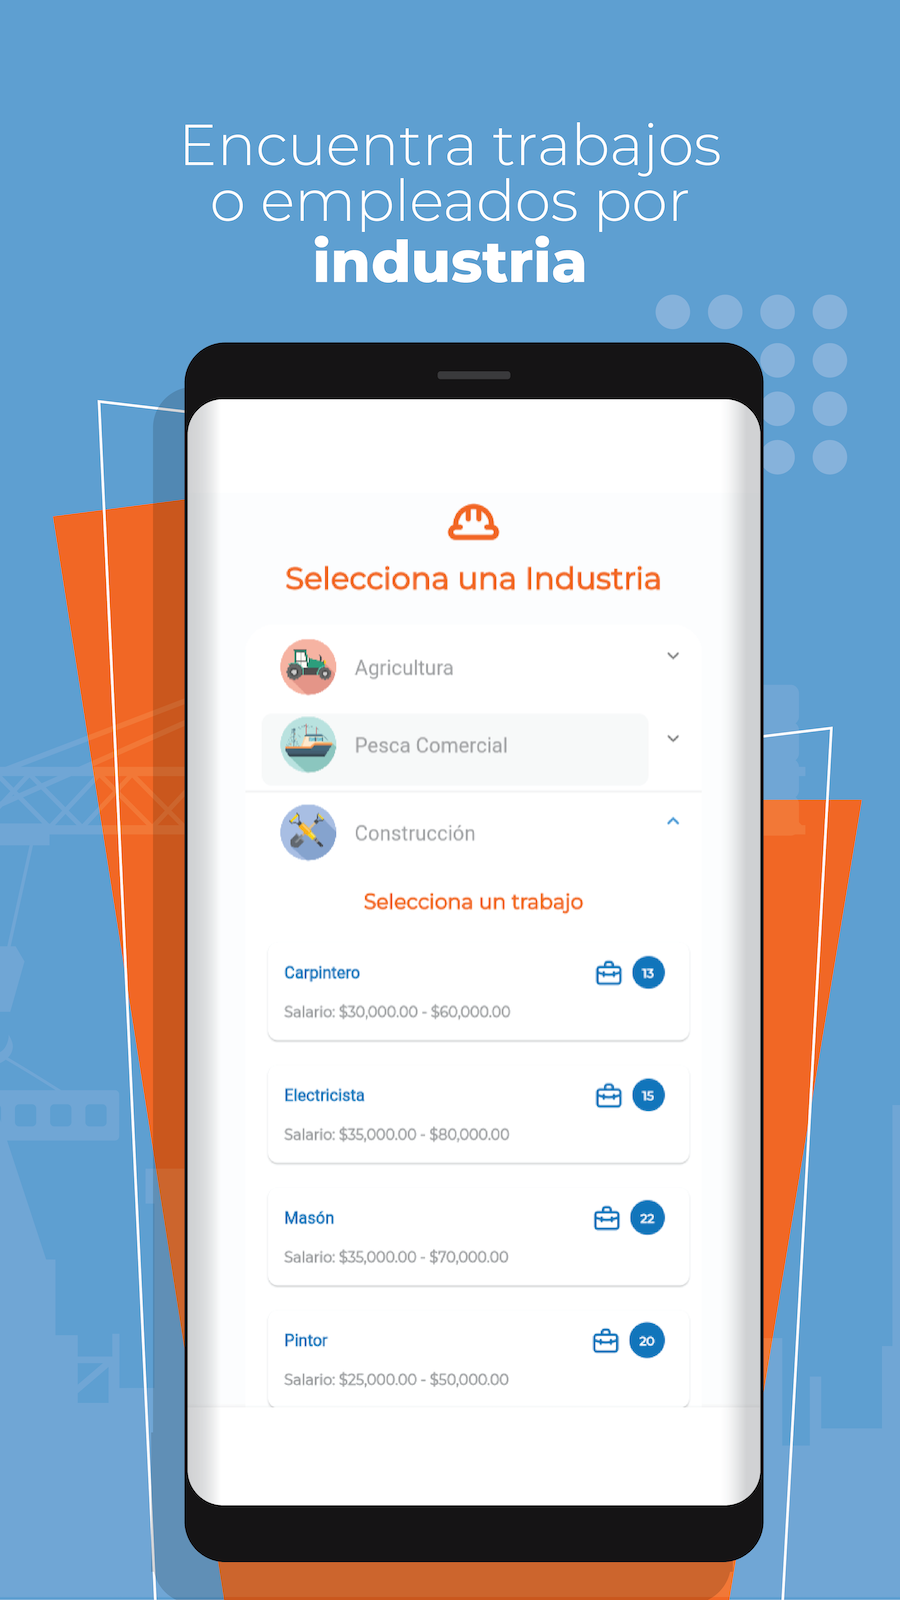 Encuentra trabajos
o empleados por
industria
Selecciona una Industria
Agricultura
Pesca Comercial
Construcción
Selecciona un trabajo
Carpintero 13
Salario: $30,000.00 - $60,000.00
Electricista 15
Salario: $35,000.00 - $80,000.00
Masón 22
Salario: $35,000.00 - $70,000.00
Pintor 20
Salario: $25,000.00 - $50,000.00